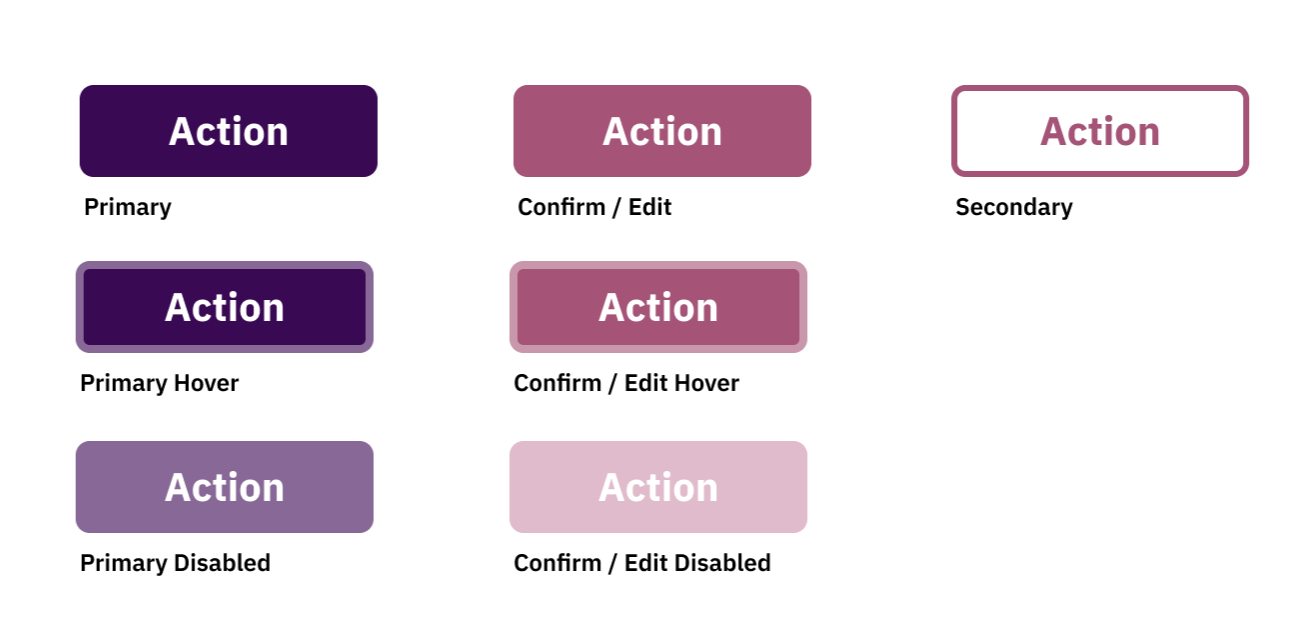 Action
Action
Action
Primary
Confirm / Edit
Secondary
Action
Action
Primary Hover
Confirm / Edit Hover
Action
Action
Primary Disabled
Confirm / Edit Disabled